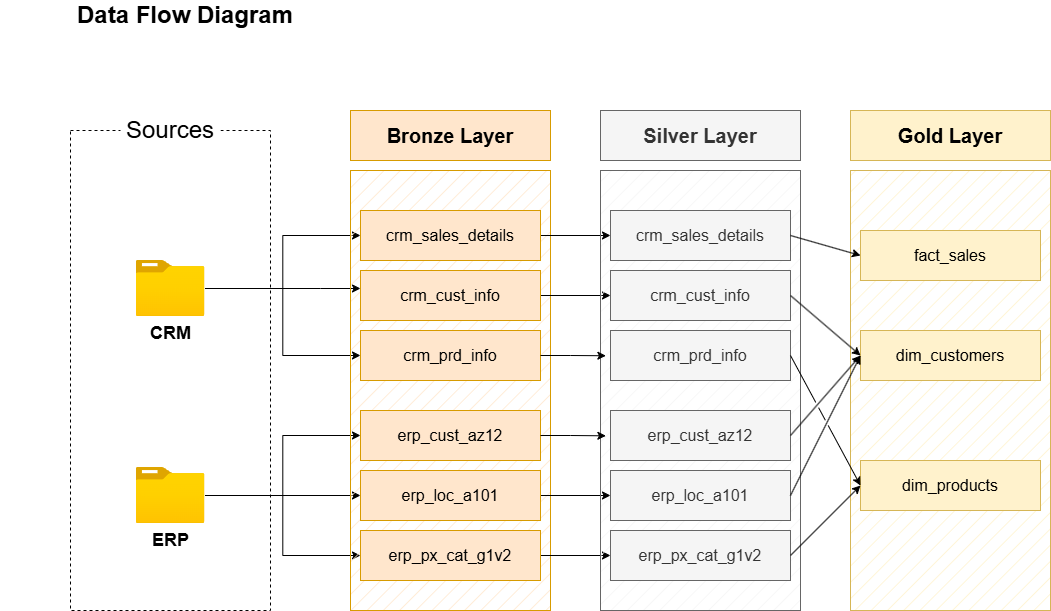 Data Flow Diagram
Sources
Bronze Layer
Silver Layer
Gold Layer
crm_sales_details
crm_sales_details
fact_sales
crm_cust_info
crm_cust_info
CRM
crm_prd_info
crm_prd_info
dim_customers
erp_cust_az12
erp_cust_az12
erp_loc_a101
erp_loc_a101
dim_products
ERP
erp_px_cat_g1v2
erp_px_cat_g1v2